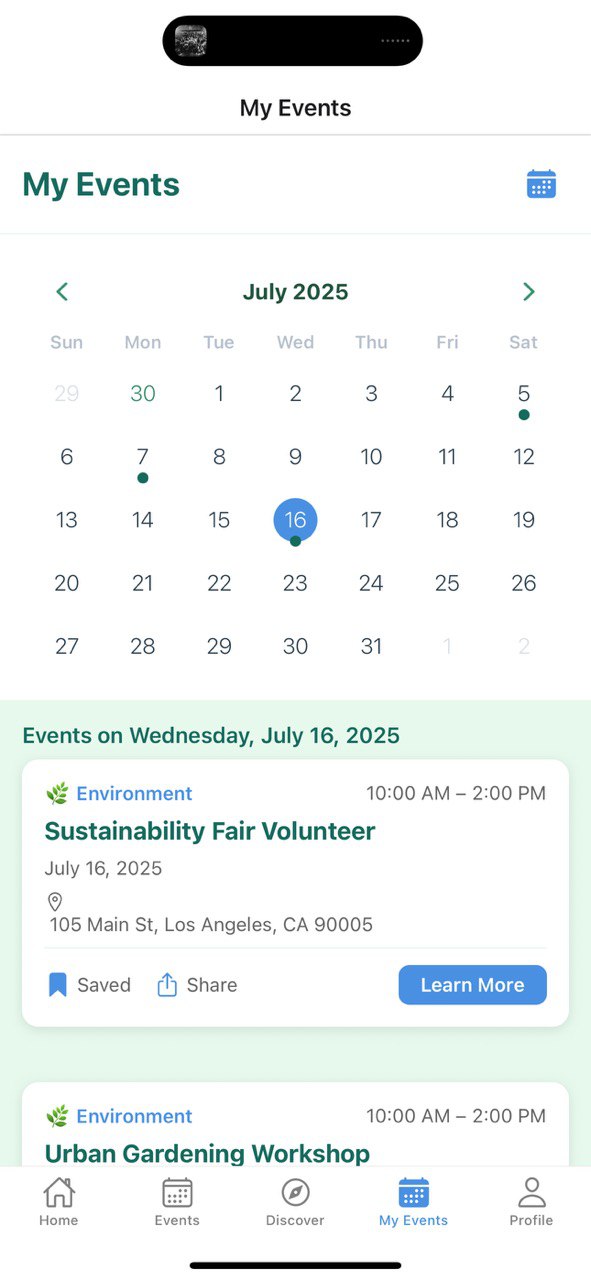 My Events
My Events
July 2025
Sun Mon Tue Wed Thu Fri Sat
29 30 1 2 3 4 5
6 7 8 9 10 11 12
13 14 15 16 17 18 19
20 21 22 23 24 25 26
27 28 29 30 31 1 2
Events on Wednesday, July 16, 2025
Environment 10:00 AM – 2:00 PM
Sustainability Fair Volunteer
July 16, 2025
105 Main St, Los Angeles, CA 90005
Saved Share Learn More
Environment 10:00 AM – 2:00 PM
Urban Gardening Workshop
Home Events Discover My Events Profile